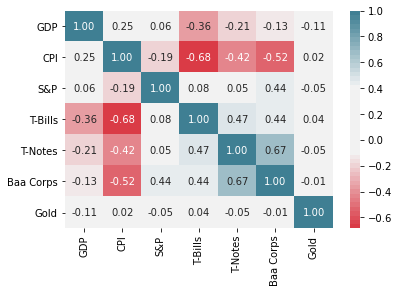 GDP 1.00 0.25 0.06 -0.36 -0.21 -0.13 -0.11
CPI 0.25 1.00 -0.19 -0.68 -0.42 -0.52 0.02
S&P 0.06 -0.19 1.00 0.08 0.05 0.44 -0.05
T-Bills -0.36 -0.68 0.08 1.00 0.47 0.44 0.04
T-Notes -0.21 -0.42 0.05 0.47 1.00 0.67 -0.05
Baa Corps -0.13 -0.52 0.44 0.44 0.67 1.00 -0.01
Gold -0.11 0.02 -0.05 0.04 -0.05 -0.01 1.00
GDP CPI S&P T-Bills T-Notes Baa Corps Gold
1.0
0.8
0.6
0.4
0.2
0.0
-0.2
-0.4
-0.6